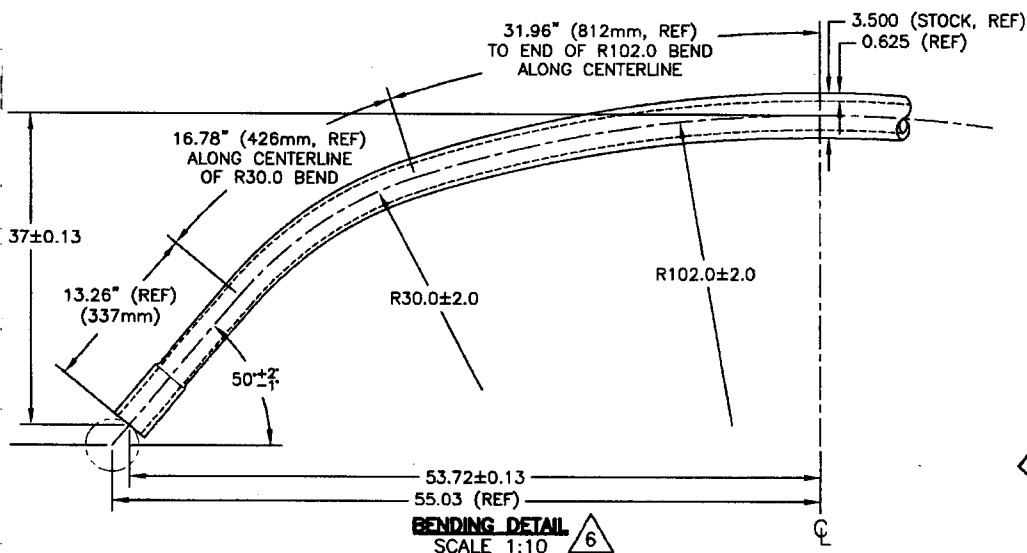 31.96" (812mm, REF)
TO END OF R102.0 BEND
ALONG CENTERLINE
3.500 (STOCK, REF)
0.625 (REF)
16.78" (426mm, REF)
ALONG CENTERLINE
OF R30.0 BEND
37±0.13
13.26" (REF)
(337mm)
R30.0±2.0
R102.0±2.0
50°+2°
-1°
53.72±0.13
55.03 (REF)
BENDING DETAIL
SCALE 1:10
6
℄